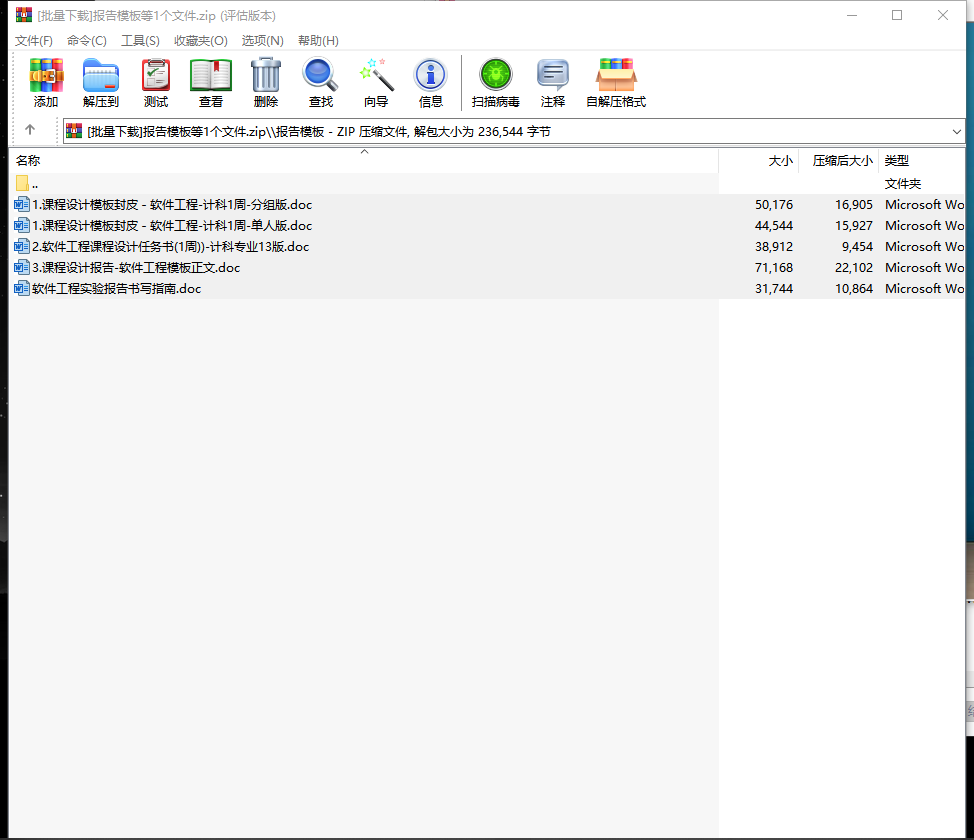 [批量下载]报告模板等1个文件.zip (评估版本)
文件(F) 命令(C) 工具(S) 收藏夹(O) 选项(N) 帮助(H)
添加 解压到 测试 查看 删除 查找 向导 信息 扫描病毒 注释 自解压格式
[批量下载]报告模板等1个文件.zip\\报告模板 - ZIP 压缩文件, 解包大小为 236,544 字节
名称 大小 压缩后大小 类型
.. 文件夹
1.课程设计模板封皮 - 软件工程-计科1周-分组版.doc 50,176 16,905 Microsoft Wo
1.课程设计模板封皮 - 软件工程-计科1周-单人版.doc 44,544 15,927 Microsoft Wo
2.软件工程课程设计任务书(1周))-计科专业13版.doc 38,912 9,454 Microsoft Wo
3.课程设计报告-软件工程模板正文.doc 71,168 22,102 Microsoft Wo
软件工程实验报告书写指南.doc 31,744 10,864 Microsoft Wo